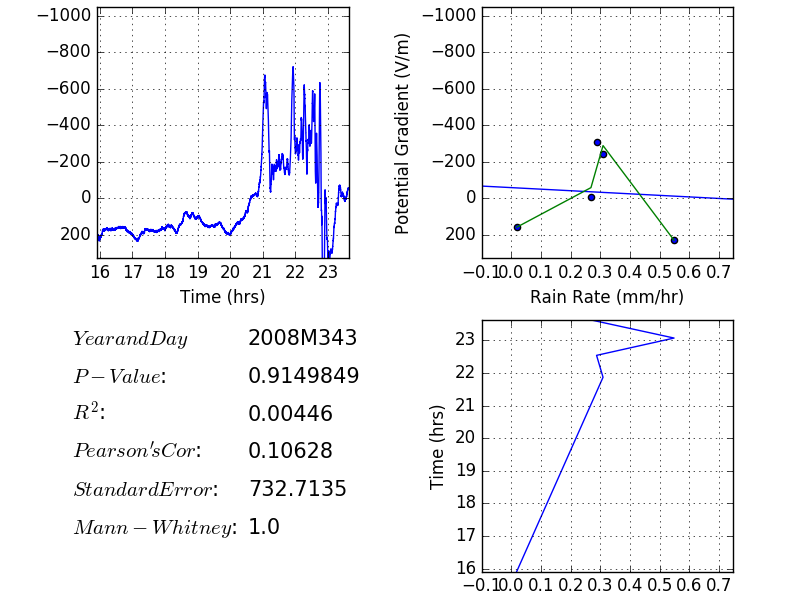 −1000
−800
−600
−400
−200
0
200
16 17 18 19 20 21 22 23
Time (hrs)
Potential Gradient (V/m)
−1000
−800
−600
−400
−200
0
200
−0.1 0.0 0.1 0.2 0.3 0.4 0.5 0.6 0.7
Rain Rate (mm/hr)
YearandDay 2008M343
P−Value: 0.9149849
R²: 0.00446
Pearson'sCor: 0.10628
StandardError: 732.7135
Mann−Whitney: 1.0
Time (hrs)
23
22
21
20
19
18
17
16
−0.1 0.0 0.1 0.2 0.3 0.4 0.5 0.6 0.7